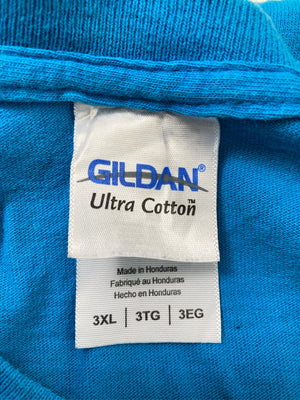 GILDAN®
Ultra Cotton™
Made in Honduras
Fabriqué au Honduras
Hecho en Honduras
3XL | 3TG | 3EG